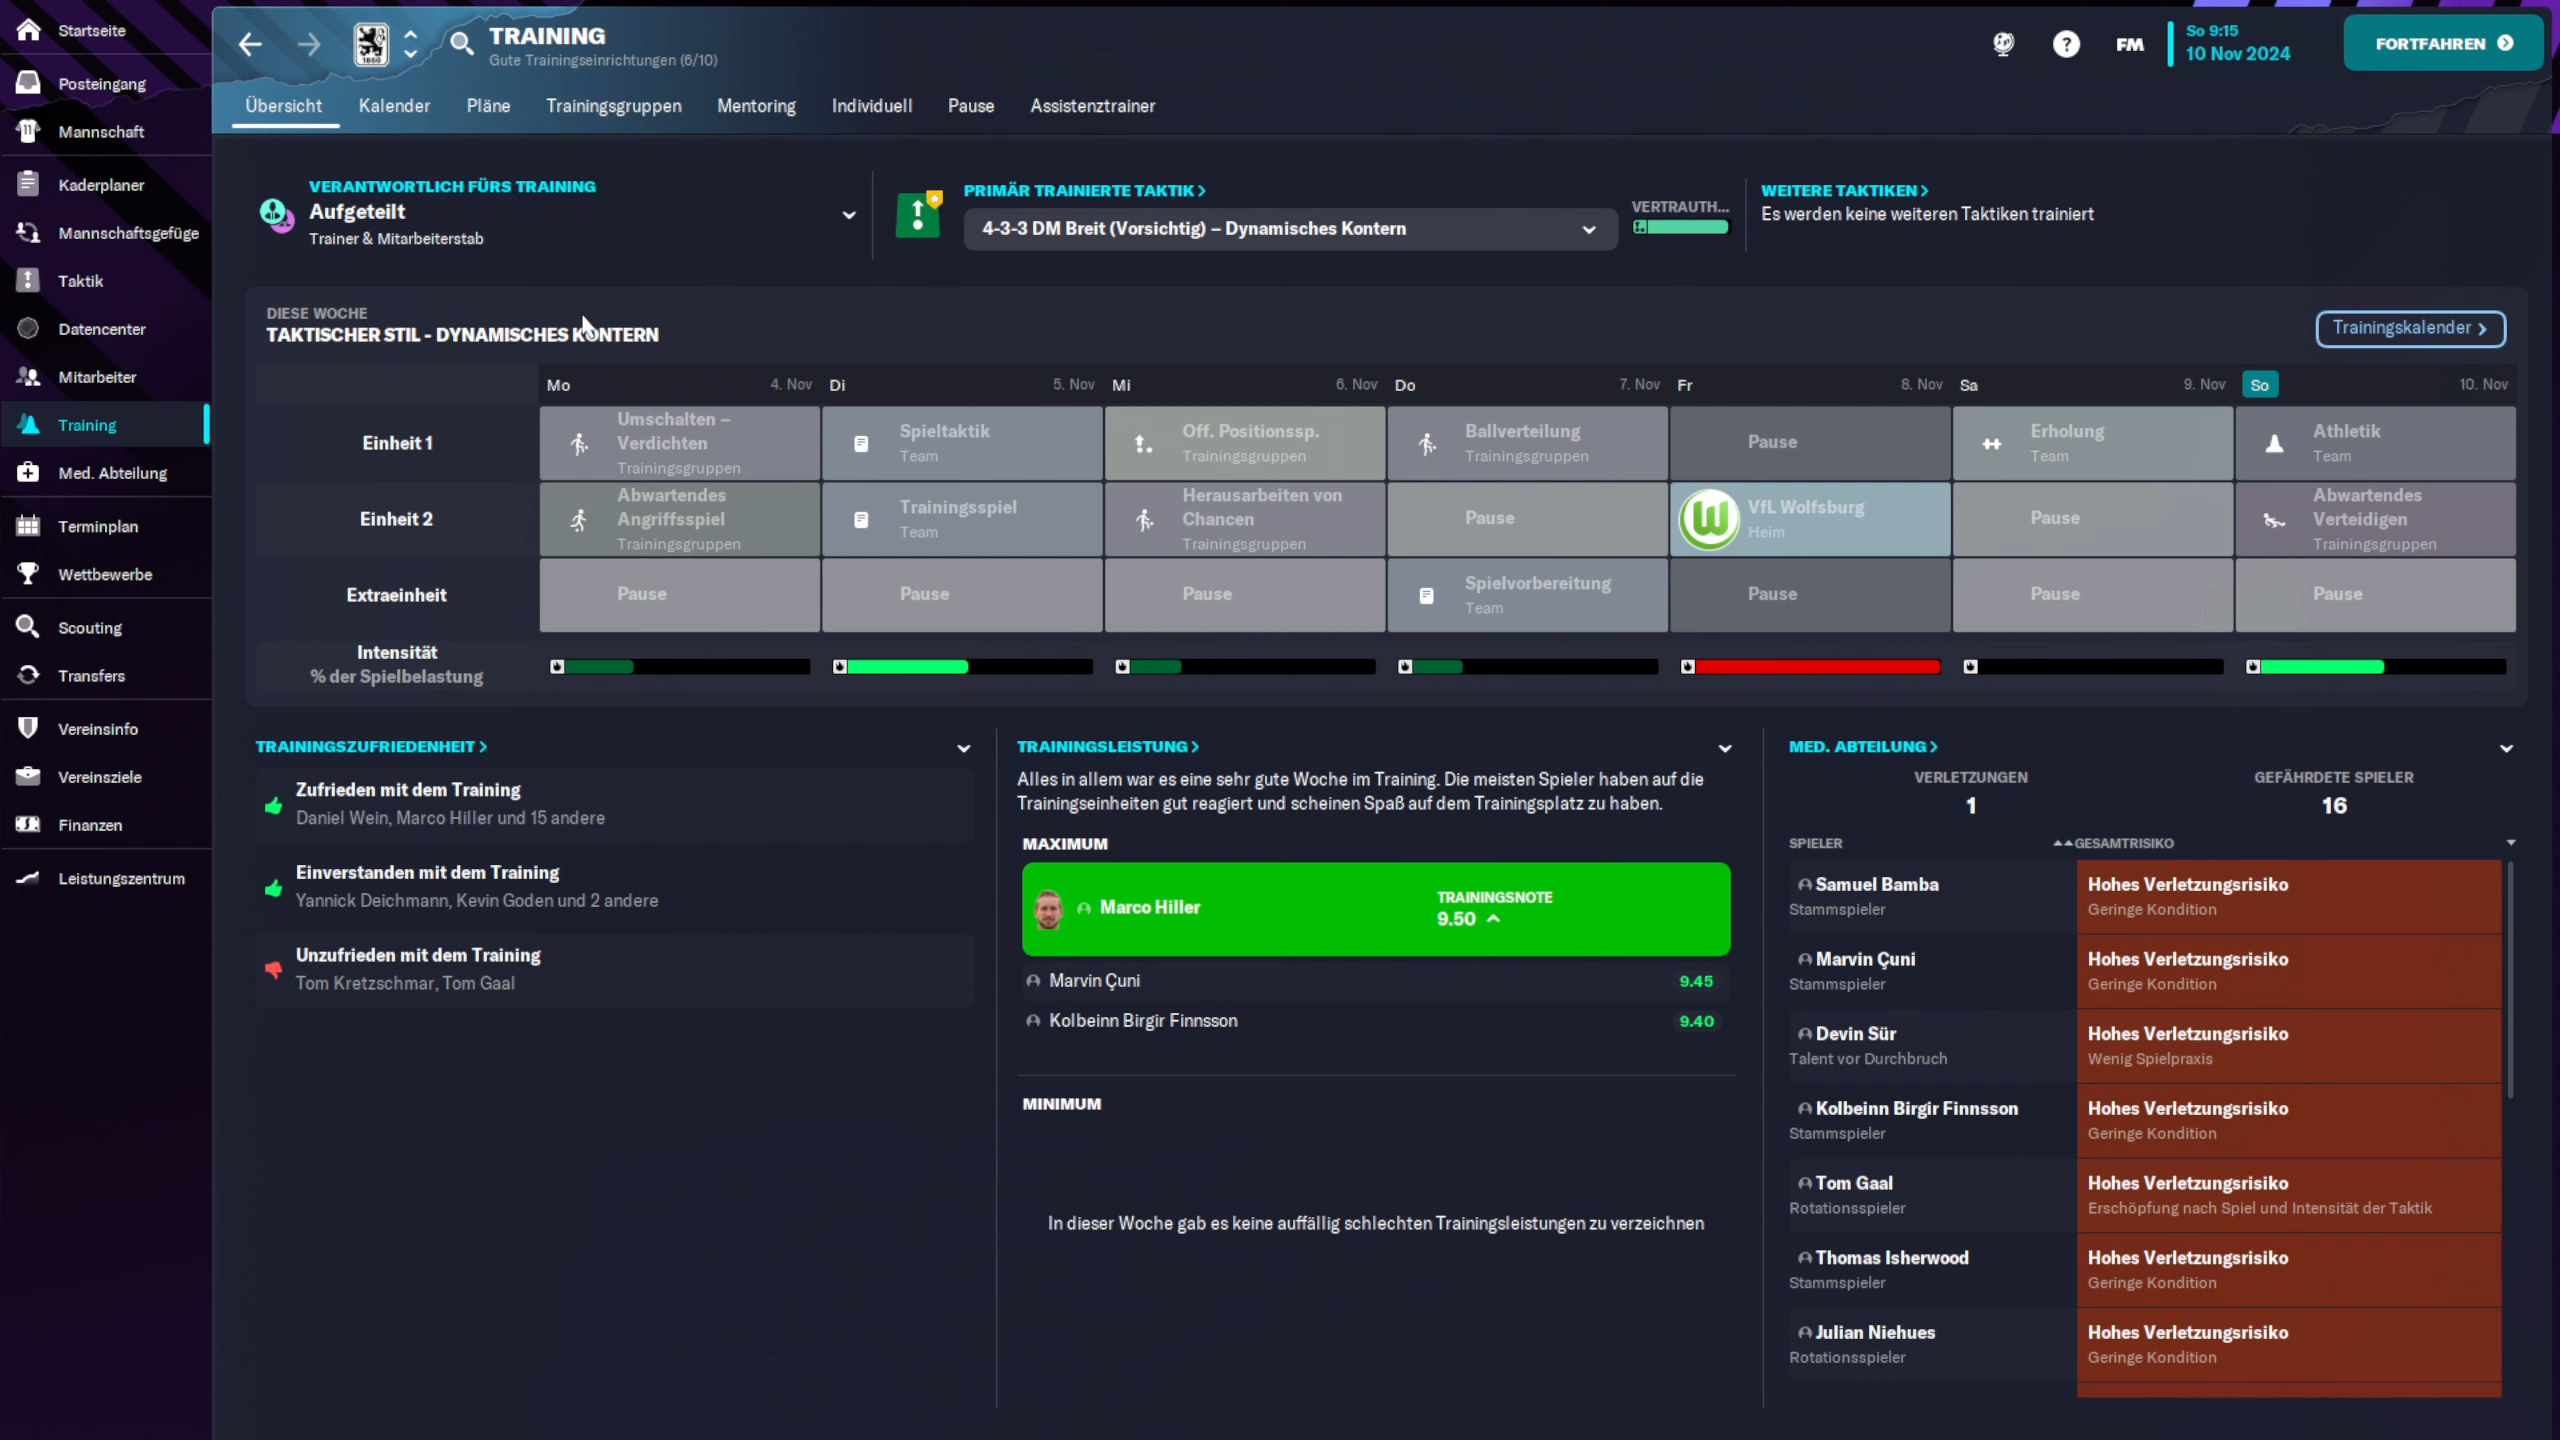 Startseite
Posteingang
Mannschaft
Kaderplaner
Mannschaftsgefüge
Taktik
Datencenter
Mitarbeiter
Training
Med. Abteilung
Terminplan
Wettbewerbe
Scouting
Transfers
Vereinsinfo
Vereinsziele
Finanzen
Leistungszentrum
TRAINING
Gute Trainingseinrichtungen (6/10)
FM
So 9:15
10 Nov 2024
FORTFAHREN
Übersicht Kalender Pläne Trainingsgruppen Mentoring Individuell Pause Assistenztrainer
VERANTWORTLICH FÜRS TRAINING
Aufgeteilt
Trainer & Mitarbeiterstab
PRIMÄR TRAINIERTE TAKTIK >
4-3-3 DM Breit (Vorsichtig) – Dynamisches Kontern
VERTRAUTH...
WEITERE TAKTIKEN >
Es werden keine weiteren Taktiken trainiert
DIESE WOCHE
TAKTISCHER STIL - DYNAMISCHES KONTERN
Trainingskalender >
Mo 4. Nov Di 5. Nov Mi 6. Nov Do 7. Nov Fr 8. Nov Sa 9. Nov So 10. Nov
Einheit 1
Umschalten –
Verdichten
Trainingsgruppen
Spieltaktik
Team
Off. Positionssp.
Trainingsgruppen
Ballverteilung
Trainingsgruppen
Pause
Erholung
Team
Athletik
Team
Einheit 2
Abwartendes
Angriffsspiel
Trainingsgruppen
Trainingsspiel
Team
Herausarbeiten von
Chancen
Trainingsgruppen
Pause
VfL Wolfsburg
Heim
Pause
Abwartendes
Verteidigen
Trainingsgruppen
Extraeinheit
Pause
Pause
Pause
Spielvorbereitung
Team
Pause
Pause
Pause
Intensität
% der Spielbelastung
TRAININGSZUFRIEDENHEIT >
Zufrieden mit dem Training
Daniel Wein, Marco Hiller und 15 andere
Einverstanden mit dem Training
Yannick Deichmann, Kevin Goden und 2 andere
Unzufrieden mit dem Training
Tom Kretzschmar, Tom Gaal
TRAININGSLEISTUNG >
Alles in allem war es eine sehr gute Woche im Training. Die meisten Spieler haben auf die
Trainingseinheiten gut reagiert und scheinen Spaß auf dem Trainingsplatz zu haben.
MAXIMUM
Marco Hiller
TRAININGSNOTE
9.50
Marvin Çuni 9.45
Kolbeinn Birgir Finnsson 9.40
MINIMUM
In dieser Woche gab es keine auffällig schlechten Trainingsleistungen zu verzeichnen
MED. ABTEILUNG >
VERLETZUNGEN
1
GEFÄHRDETE SPIELER
16
SPIELER GESAMTRISIKO
Samuel Bamba
Stammspieler
Hohes Verletzungsrisiko
Geringe Kondition
Marvin Çuni
Stammspieler
Hohes Verletzungsrisiko
Geringe Kondition
Devin Sür
Talent vor Durchbruch
Hohes Verletzungsrisiko
Wenig Spielpraxis
Kolbeinn Birgir Finnsson
Stammspieler
Hohes Verletzungsrisiko
Geringe Kondition
Tom Gaal
Rotationsspieler
Hohes Verletzungsrisiko
Erschöpfung nach Spiel und Intensität der Taktik
Thomas Isherwood
Stammspieler
Hohes Verletzungsrisiko
Geringe Kondition
Julian Niehues
Rotationsspieler
Hohes Verletzungsrisiko
Geringe Kondition